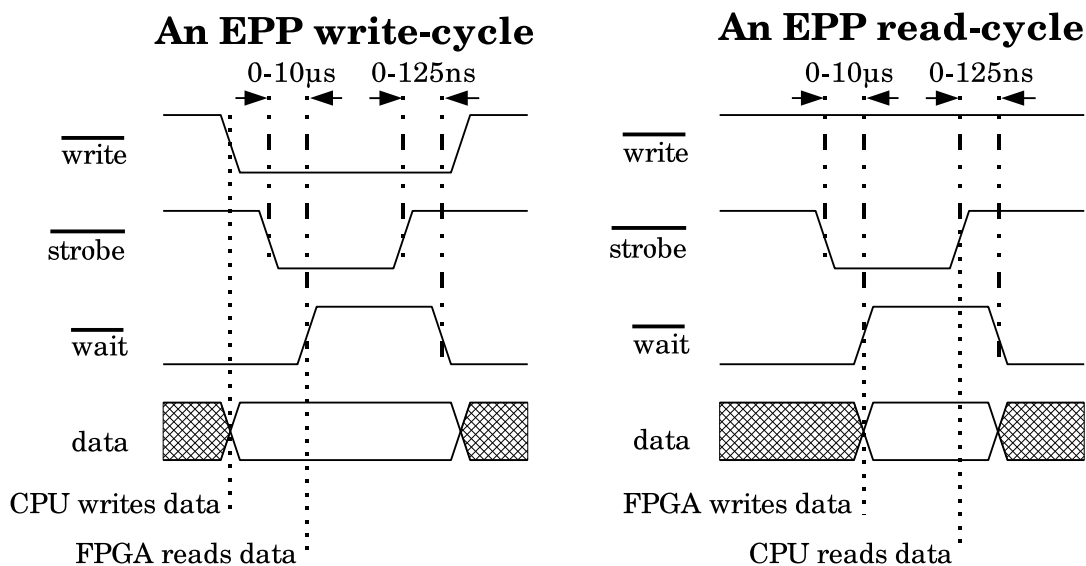 An EPP write-cycle
0-10µs
0-125ns
write
strobe
wait
data
CPU writes data
FPGA reads data
An EPP read-cycle
0-10µs
0-125ns
write
strobe
wait
data
FPGA writes data
CPU reads data